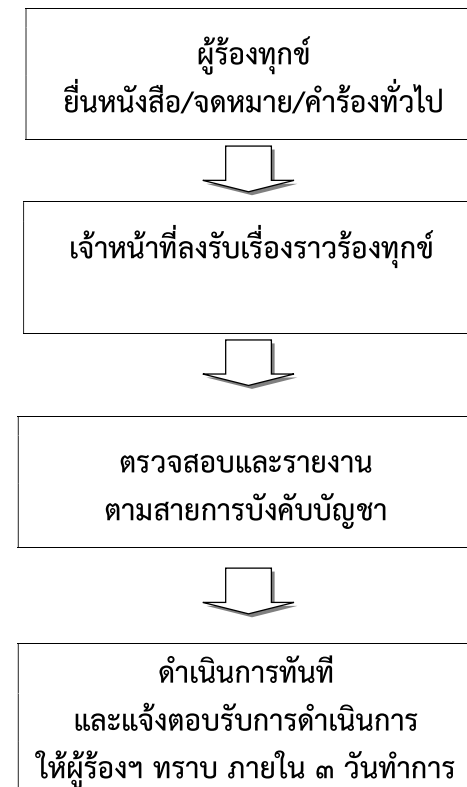 ผู้ร้องทุกข์
ยื่นหนังสือ/จดหมาย/คำร้องทั่วไป
เจ้าหน้าที่ลงรับเรื่องราวร้องทุกข์
ตรวจสอบและรายงาน
ตามสายการบังคับบัญชา
ดำเนินการทันที
และแจ้งตอบรับการดำเนินการ
ให้ผู้ร้องฯ ทราบ ภายใน ๓ วันทำการ